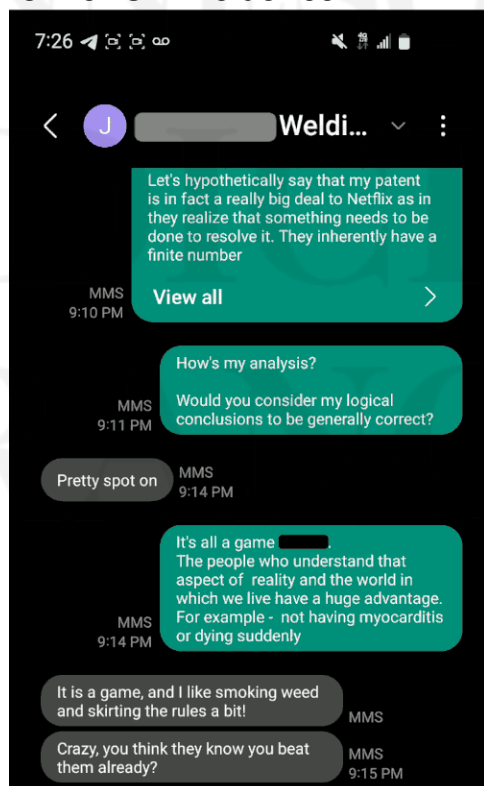 7:26
J Weldi...
Let's hypothetically say that my patent
is in fact a really big deal to Netflix as in
they realize that something needs to be
done to resolve it. They inherently have a
finite number
View all
MMS
9:10 PM
How's my analysis?
Would you consider my logical
conclusions to be generally correct?
MMS
9:11 PM
Pretty spot on
MMS
9:14 PM
It's all a game .
The people who understand that
aspect of reality and the world in
which we live have a huge advantage.
For example - not having myocarditis
or dying suddenly
MMS
9:14 PM
It is a game, and I like smoking weed
and skirting the rules a bit!
MMS
Crazy, you think they know you beat
them already?
MMS
9:15 PM